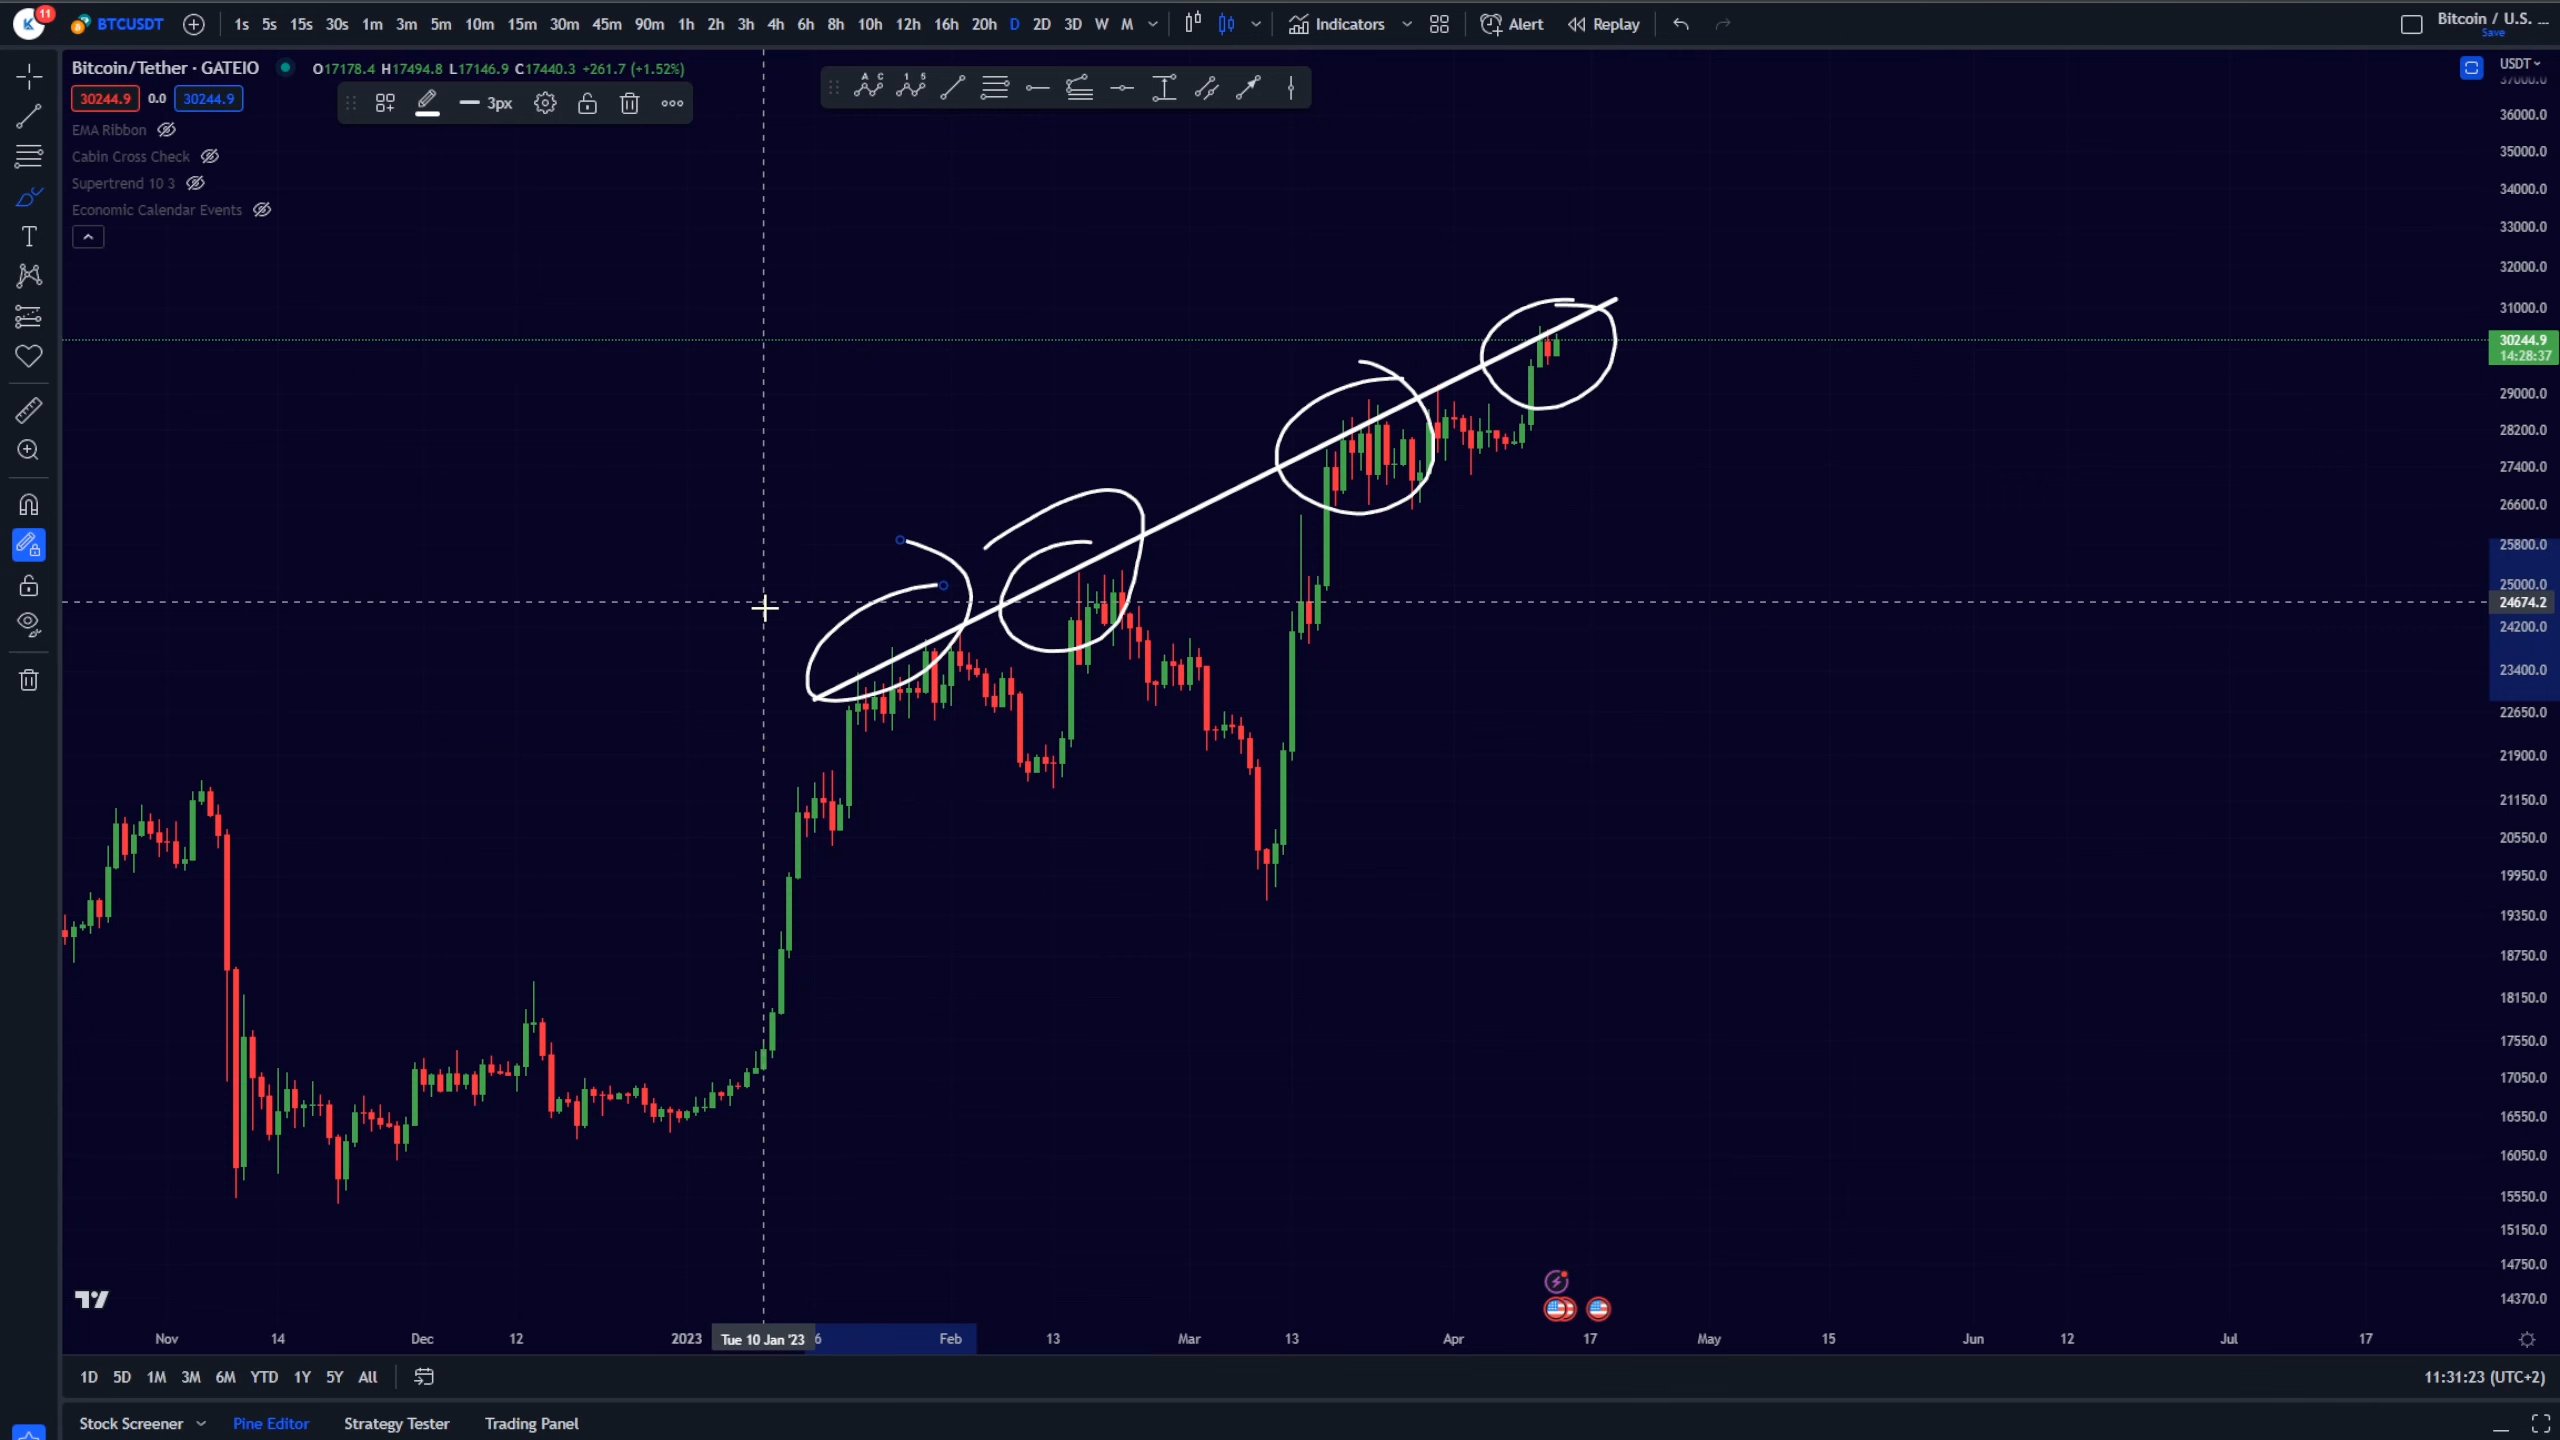 K 11 BTCUSDT 1s 5s 15s 30s 1m 3m 5m 10m 15m 30m 45m 90m 1h 2h 3h 4h 6h 8h 10h 12h 16h 20h D 2D 3D W M Indicators Alert Replay Bitcoin / U.S. ...
Save
Bitcoin/Tether · GATEIO O17178.4 H17494.8 L17146.9 C17440.3 +261.7 (+1.52%)
USDT
37000.0
30244.9 0.0 30244.9
3px
A C 1 5
EMA Ribbon
Cabin Cross Check
Supertrend 10 3
Economic Calendar Events
T
36000.0
35000.0
34000.0
33000.0
32000.0
31000.0
30244.9
14:28:37
29000.0
28200.0
27400.0
26600.0
25800.0
25000.0
24674.2
24200.0
23400.0
22650.0
21900.0
21150.0
20550.0
19950.0
19350.0
18750.0
18150.0
17550.0
17050.0
16550.0
16050.0
15550.0
15150.0
14750.0
14370.0
Nov 14 Dec 12 2023 Tue 10 Jan '23 6 Feb 13 Mar 13 Apr 17 May 15 Jun 12 Jul 17
1D 5D 1M 3M 6M YTD 1Y 5Y All 11:31:23 (UTC+2)
Stock Screener Pine Editor Strategy Tester Trading Panel